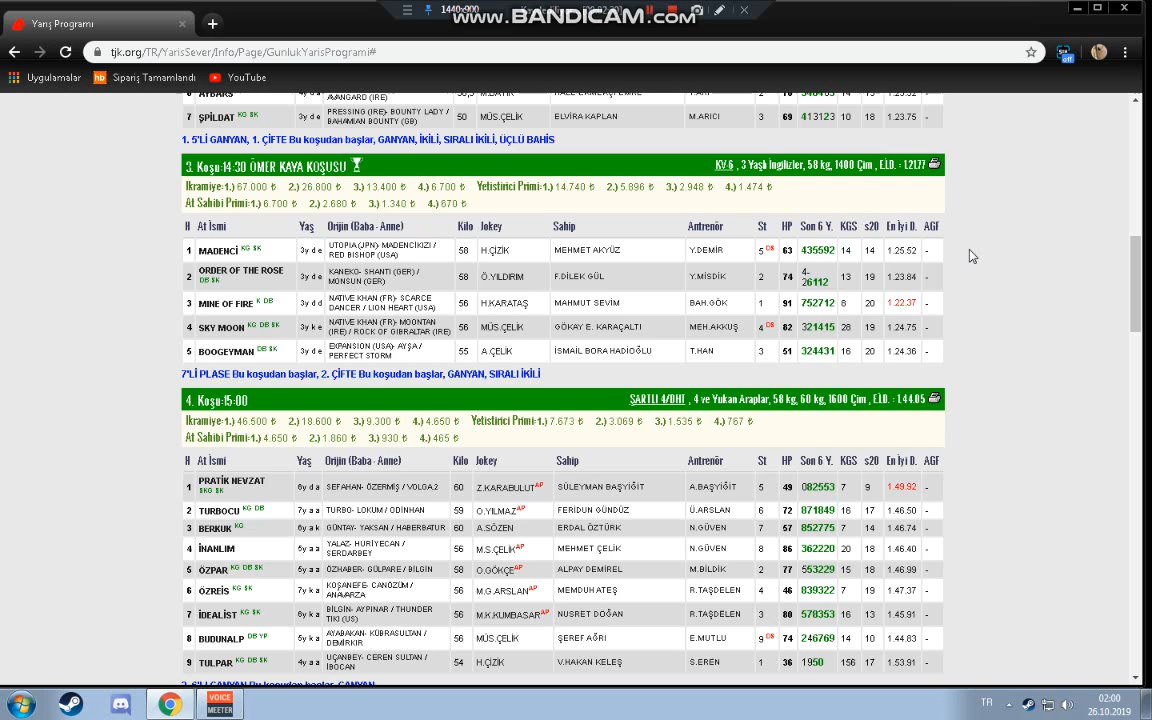 1440x900
www.BANDICAM.com
Yarış Programı
tjk.org/TR/YarisSever/Info/Page/GunlukYarisProgrami#
off
Uygulamalar hb Sipariş Tamamlandı YouTube
AVANGARD (IRE)
7 ŞPİLDAT KG SK 3y d e PRESSING (IRE)- BOUNTY LADY / BAHAMIAN BOUNTY (GB) 50 MÜS.ÇELİK ELVİRA KAPLAN M.ARICI 3 69 413123 10 18 1.23.75
1. 5'Lİ GANYAN, 1. ÇİFTE Bu koşudan başlar, GANYAN, İKİLİ, SIRALI İKİLİ, ÜÇLÜ BAHİS
3. Koşu:14:30 ÖMER KAYA KOŞUSU KV-6 , 3 Yaşlı İngilizler, 58 kg, 1400 Çim , E.İ.D. : 1.21.77
İkramiye:1.) 67.000 ₺ 2.) 26.800 ₺ 3.) 13.400 ₺ 4.) 6.700 ₺ Yetiştirici Primi:1.) 14.740 ₺ 2.) 5.896 ₺ 3.) 2.948 ₺ 4.) 1.474 ₺
At Sahibi Primi:1.) 6.700 ₺ 2.) 2.680 ₺ 3.) 1.340 ₺ 4.) 670 ₺
H At İsmi Yaş Orijin (Baba - Anne) Kilo Jokey Sahip Antrenör St HP Son 6 Y. KGS s20 En İyi D. AGF
1 MADENCİ KG SK 3y d e UTOPIA (JPN)- MADENCİKIZI / RED BISHOP (USA) 58 H.ÇİZİK MEHMET AKYÜZ Y.DEMİR 5 DS 63 435592 14 14 1.25.52 -
2 ORDER OF THE ROSE DB SK 3y d e KANEKO- SHANTI (GER) / MONSUN (GER) 58 Ö.YILDIRIM F.DİLEK GÜL Y.MİSDİK 2 74 4-26112 13 19 1.23.84 -
3 MINE OF FIRE K DB 3y d d NATIVE KHAN (FR)- SCARCE DANCER / LION HEART (USA) 56 H.KARATAŞ MAHMUT SEVİM BAH.GÖK 1 91 752712 8 20 1.22.37 -
4 SKY MOON KG DB SK 3y k e NATIVE KHAN (FR)- MOONTAN (IRE) / ROCK OF GIBRALTAR (IRE) 56 MÜS.ÇELİK GÖKAY E. KARAÇALTI MEH.AKKUŞ 4 DS 82 321415 28 19 1.24.75 -
5 BOOGEYMAN DB SK 3y d e EXPANSION (USA)- AYŞA / PERFECT STORM 55 A.ÇELİK İSMAİL BORA HADİOĞLU T.HAN 3 51 324431 16 20 1.24.36 -
7'Lİ PLASE Bu koşudan başlar, 2. ÇİFTE Bu koşudan başlar, GANYAN, SIRALI İKİLİ
4. Koşu:15:00 ŞARTLI 4/DHT , 4 ve Yukarı Araplar, 58 kg, 60 kg, 1600 Çim , E.İ.D. : 1.44.05
İkramiye:1.) 46.500 ₺ 2.) 18.600 ₺ 3.) 9.300 ₺ 4.) 4.650 ₺ Yetiştirici Primi:1.) 7.673 ₺ 2.) 3.069 ₺ 3.) 1.535 ₺ 4.) 767 ₺
At Sahibi Primi:1.) 4.650 ₺ 2.) 1.860 ₺ 3.) 930 ₺ 4.) 465 ₺
H At İsmi Yaş Orijin (Baba - Anne) Kilo Jokey Sahip Antrenör St HP Son 6 Y. KGS s20 En İyi D. AGF
1 PRATİK NEVZAT SKG SK 6y d a SEFAHAN- ÖZERMİŞ / VOLGA.2 60 Z.KARABULUT AP SÜLEYMAN BAŞYİĞİT A.BAŞYİĞİT 5 49 082553 7 9 1.49.92 -
2 TURBOCU KG DB 7y a a TURBO- LOKUM / ODİNHAN 59 O.YILMAZ AP FERİDUN GÜNDÜZ Ü.ARSLAN 6 72 871849 16 17 1.46.50 -
3 BERKUK KG 6y a k GÜNTAY- YAKSAN / HABERBATUR 60 A.SÖZEN ERDAL ÖZTÜRK N.GÜVEN 7 57 852775 7 14 1.46.74 -
4 İNANLIM 5y a a YALAZ- HURİYECAN / SERDARBEY 56 M.S.ÇELİK AP MEHMET ÇELİK N.GÜVEN 8 86 362220 20 18 1.46.40 -
5 ÖZPAR KG DB SK 5y a a ÖZHABER- GÜLPARE / BİLGİN 58 O.GÖKÇE AP ALPAY DEMİREL M.BİLDİK 2 77 553229 15 18 1.46.99 -
6 ÖZREİS KG SK 7y k a KOŞANEFE- CANÖZÜM / ANAVARZA 56 M.G.ARSLAN AP MEMDUH ATEŞ R.TAŞDELEN 4 46 839322 7 19 1.47.37 -
7 İDEALİST KG SK 6y k a BİLGİN- AYPINAR / THUNDER TIKI (US) 56 M.K.KUMBASAR AP NUSRET DOĞAN R.TAŞDELEN 3 80 578353 16 13 1.45.91 -
8 BUDUNALP DB YP 5y k a AYABAKAN- KÜBRASULTAN / DEMİRKIR 56 MÜS.ÇELİK ŞEREF AĞRI E.MUTLU 9 DS 74 246769 14 10 1.44.83 -
9 TULPAR KG DB SK 4y a a UÇANBEY- CEREN SULTAN / İBOCAN 54 H.ÇİZİK V.HAKAN KELEŞ S.EREN 1 36 1950 156 17 1.53.91 -
VOICE MEETER
TR 02:00
26.10.2019